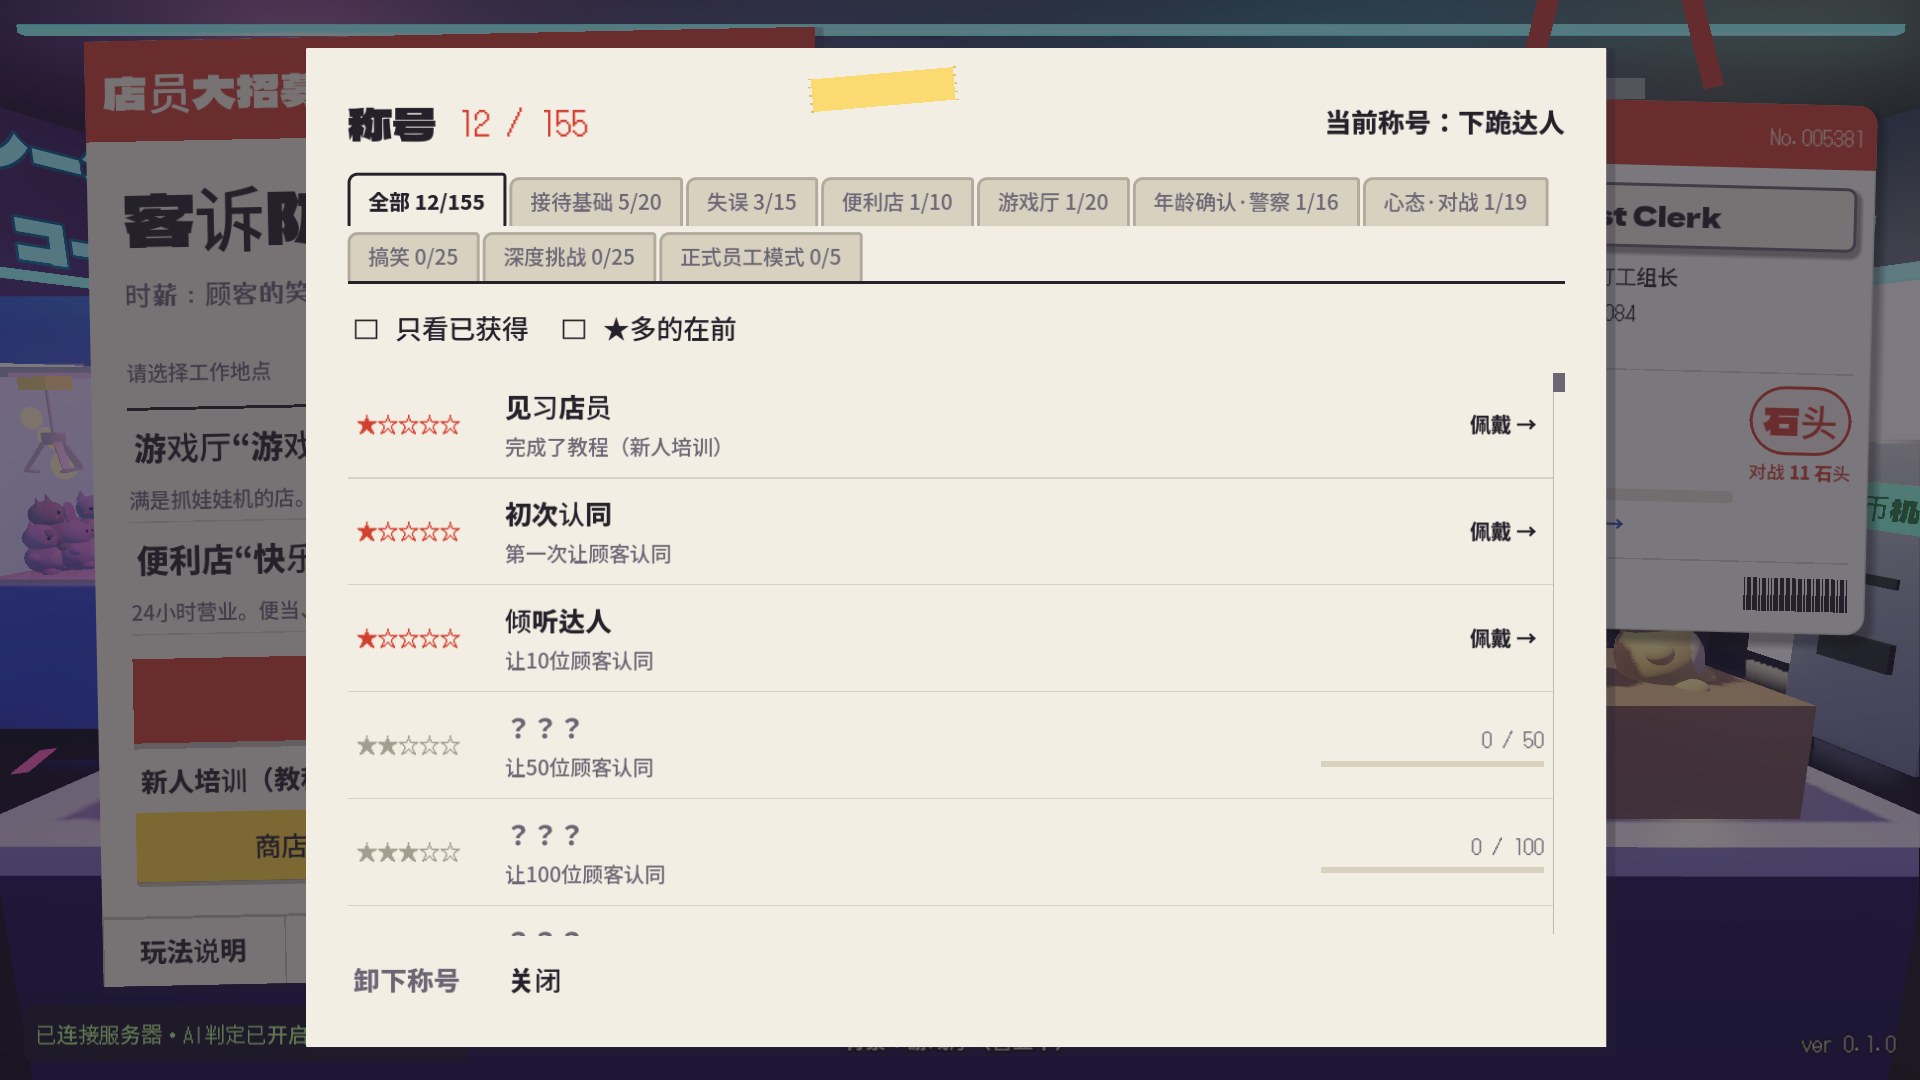 店员大招募
No. 005381
称号 12 / 155
当前称号：下跪达人
全部 12/155
接待基础 5/20
失误 3/15
便利店 1/10
游戏厅 1/20
年龄确认·警察 1/16
心态·对战 1/19
搞笑 0/25
深度挑战 0/25
正式员工模式 0/5
客诉
st Clerk
时薪：顾客的笑
打工组长
084
只看已获得
★多的在前
请选择工作地点
★☆☆☆☆
见习店员
完成了教程（新人培训）
佩戴→
石头
对战 11 石头
游戏厅“游戏
满是抓娃娃机的店。
★☆☆☆☆
初次认同
第一次让顾客认同
佩戴→
币机
便利店“快乐
24小时营业。便当、
★☆☆☆☆
倾听达人
让10位顾客认同
佩戴→
★★☆☆☆
？？？
让50位顾客认同
0 / 50
新人培训（教程
★★★☆☆
？？？
让100位顾客认同
0 / 100
商店
？？？
玩法说明
卸下称号
关闭
已连接服务器・AI判定已开启
ver 0.1.0